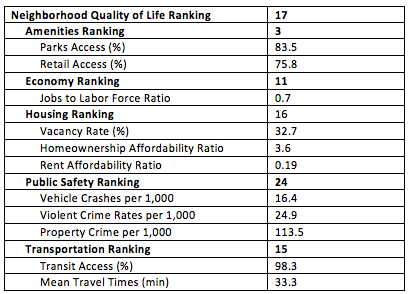 Neighborhood Quality of Life Ranking 17
Amenities Ranking 3
Parks Access (%) 83.5
Retail Access (%) 75.8
Economy Ranking 11
Jobs to Labor Force Ratio 0.7
Housing Ranking 16
Vacancy Rate (%) 32.7
Homeownership Affordability Ratio 3.6
Rent Affordability Ratio 0.19
Public Safety Ranking 24
Vehicle Crashes per 1,000 16.4
Violent Crime Rates per 1,000 24.9
Property Crime per 1,000 113.5
Transportation Ranking 15
Transit Access (%) 98.3
Mean Travel Times (min) 33.3